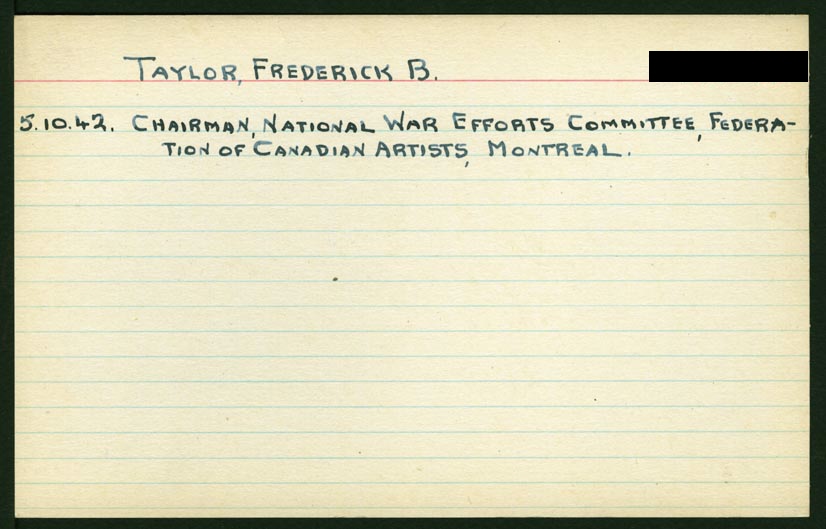 TAYLOR, FREDERICK B.
5.10.42. CHAIRMAN, NATIONAL WAR EFFORTS COMMITTEE, FEDERA-
TION OF CANADIAN ARTISTS, MONTREAL.